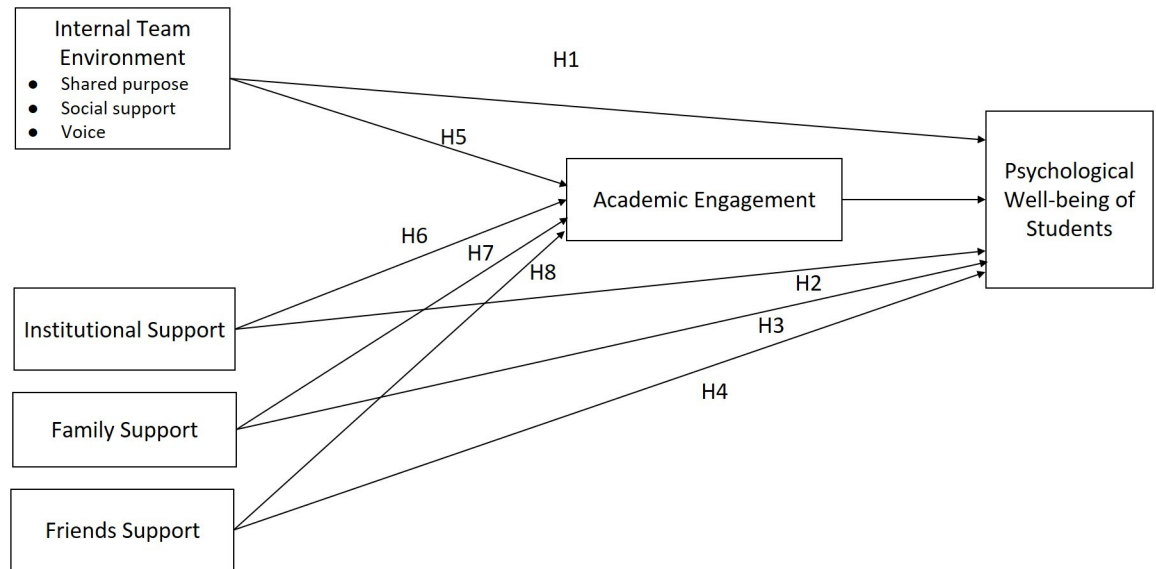 Internal Team
Environment
● Shared purpose
● Social support
● Voice
H1
H5
Academic Engagement
Psychological
Well-being of
Students
H6
H7
H8
H2
H3
H4
Institutional Support
Family Support
Friends Support